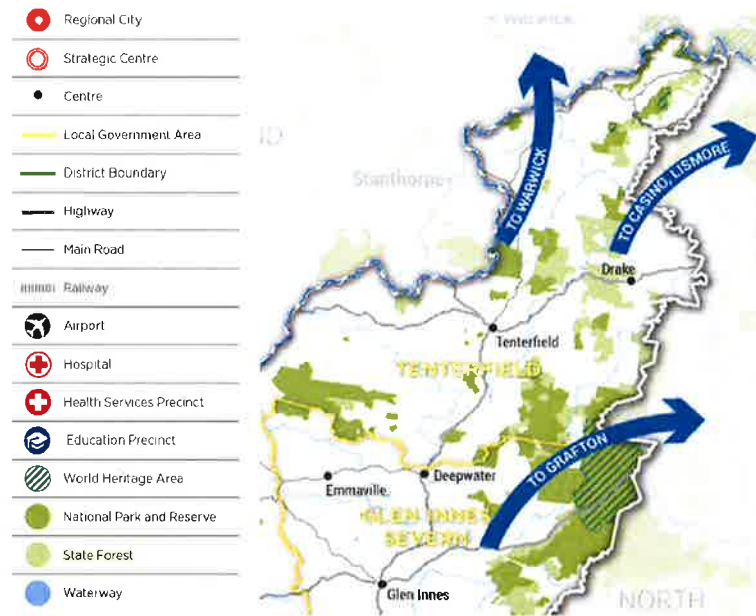 Regional City
Strategic Centre
Centre
Local Government Area
District Boundary
Highway
Main Road
Railway
Airport
Hospital
Health Services Precinct
Education Precinct
World Heritage Area
National Park and Reserve
State Forest
Waterway
WARWICK
ND
Stanthorpe
TO WARWICK
TO CASINO, LISMORE
Drake
Tenterfield
TENTERFIELD
TO GRAFTON
Deepwater
Emmaville
GLEN INNES
SEVERN
Glen Innes
NORTH